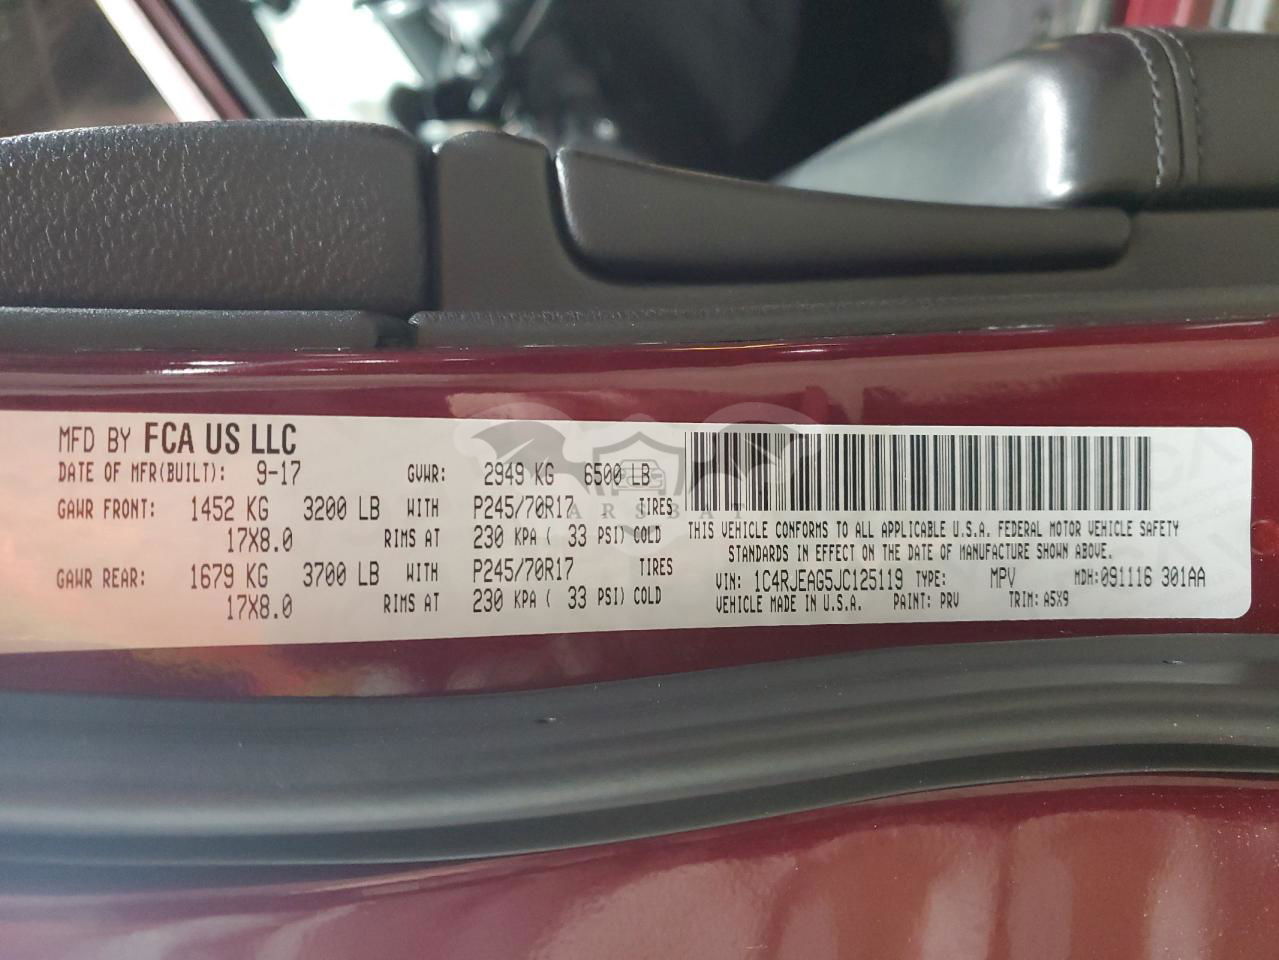 MFD BY FCA US LLC
DATE OF MFR(BUILT): 9-17 GVWR: 2949 KG 6500 LB
GAWR FRONT: 1452 KG 3200 LB WITH P245/70R17 TIRES
17X8.0 RIMS AT 230 KPA ( 33 PSI) COLD
GAWR REAR: 1679 KG 3700 LB WITH P245/70R17 TIRES
17X8.0 RIMS AT 230 KPA ( 33 PSI) COLD
THIS VEHICLE CONFORMS TO ALL APPLICABLE U.S.A. FEDERAL MOTOR VEHICLE SAFETY
STANDARDS IN EFFECT ON THE DATE OF MANUFACTURE SHOWN ABOVE.
VIN: 1C4RJEAG5JC125119 TYPE: MPV MDH: 091116 301AA
VEHICLE MADE IN U.S.A. PAINT: PRV TRIM: A5X9